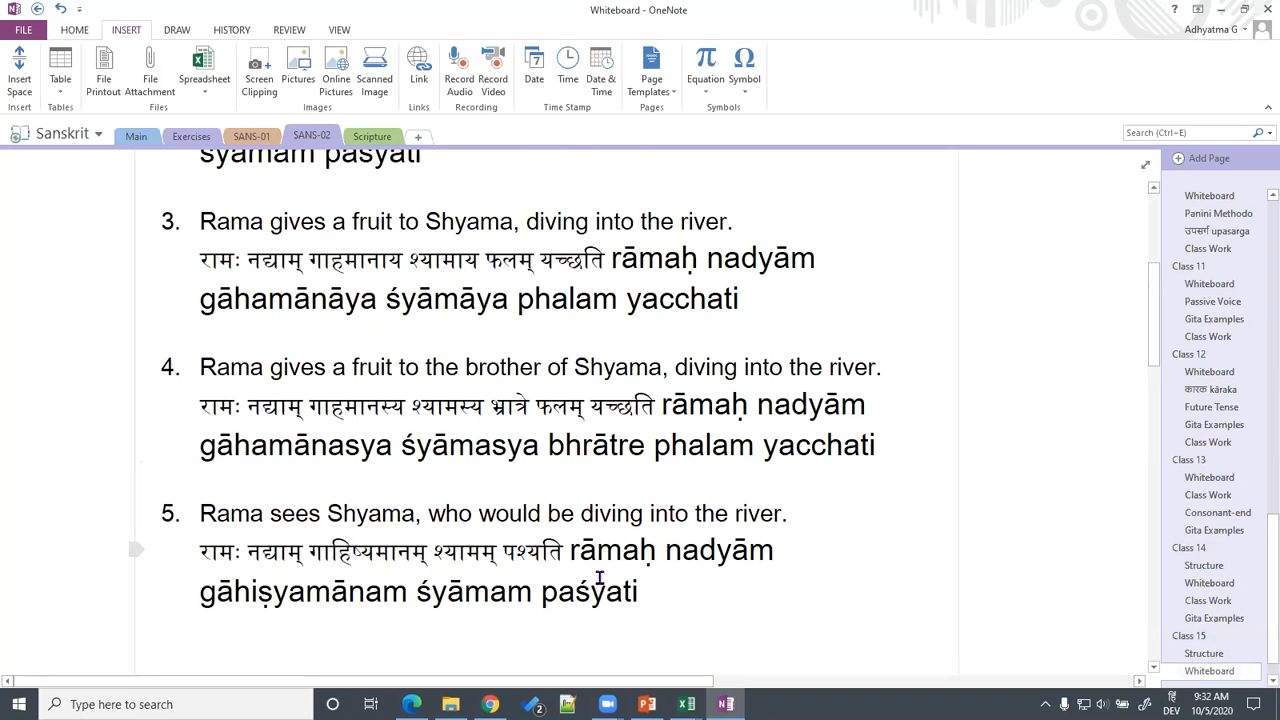 Whiteboard - OneNote
Adhyatma G
FILE HOME INSERT DRAW HISTORY REVIEW VIEW
Insert Space Table File Printout File Attachment Spreadsheet Screen Clipping Pictures Online Pictures Scanned Image Link Record Audio Record Video Date Time Date & Time Page Templates Equation Symbol
Insert Tables Files Images Links Recording Time Stamp Pages Symbols
Sanskrit Main Exercises SANS-01 SANS-02 Scripture Search (Ctrl+E)
śyāmam paśyati
3. Rama gives a fruit to Shyama, diving into the river.
रामः नद्याम् गाहमानाय श्यामाय फलम् यच्छति rāmaḥ nadyām
gāhamānāya śyāmāya phalam yacchati
4. Rama gives a fruit to the brother of Shyama, diving into the river.
रामः नद्याम् गाहमानस्य श्यामस्य भ्रात्रे फलम् यच्छति rāmaḥ nadyām
gāhamānasya śyāmasya bhrātre phalam yacchati
5. Rama sees Shyama, who would be diving into the river.
रामः नद्याम् गाहिष्यमानम् श्यामम् पश्यति rāmaḥ nadyām
gāhiṣyamānam śyāmam paśyati
Add Page
Whiteboard
Panini Methodo
उपसर्ग upasarga
Class Work
Class 11
Whiteboard
Passive Voice
Gita Examples
Class Work
Class 12
Whiteboard
कारक kāraka
Future Tense
Gita Examples
Class Work
Class 13
Whiteboard
Class Work
Consonant-end
Gita Examples
Class 14
Structure
Whiteboard
Class Work
Gita Examples
Class 15
Structure
Whiteboard
Type here to search
2
DEV
9:32 AM
10/5/2020